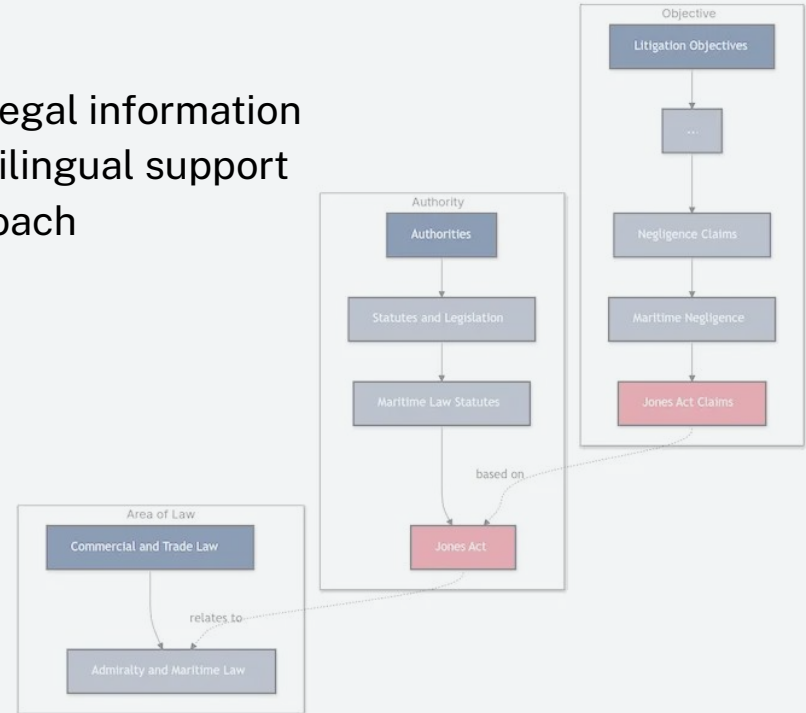 egal information
ilingual support
oach
Objective
Litigation Objectives
...
Negligence Claims
Maritime Negligence
Jones Act Claims
Authority
Authorities
Statutes and Legislation
Maritime Law Statutes
based on
Jones Act
Area of Law
Commercial and Trade Law
relates to
Admiralty and Maritime Law